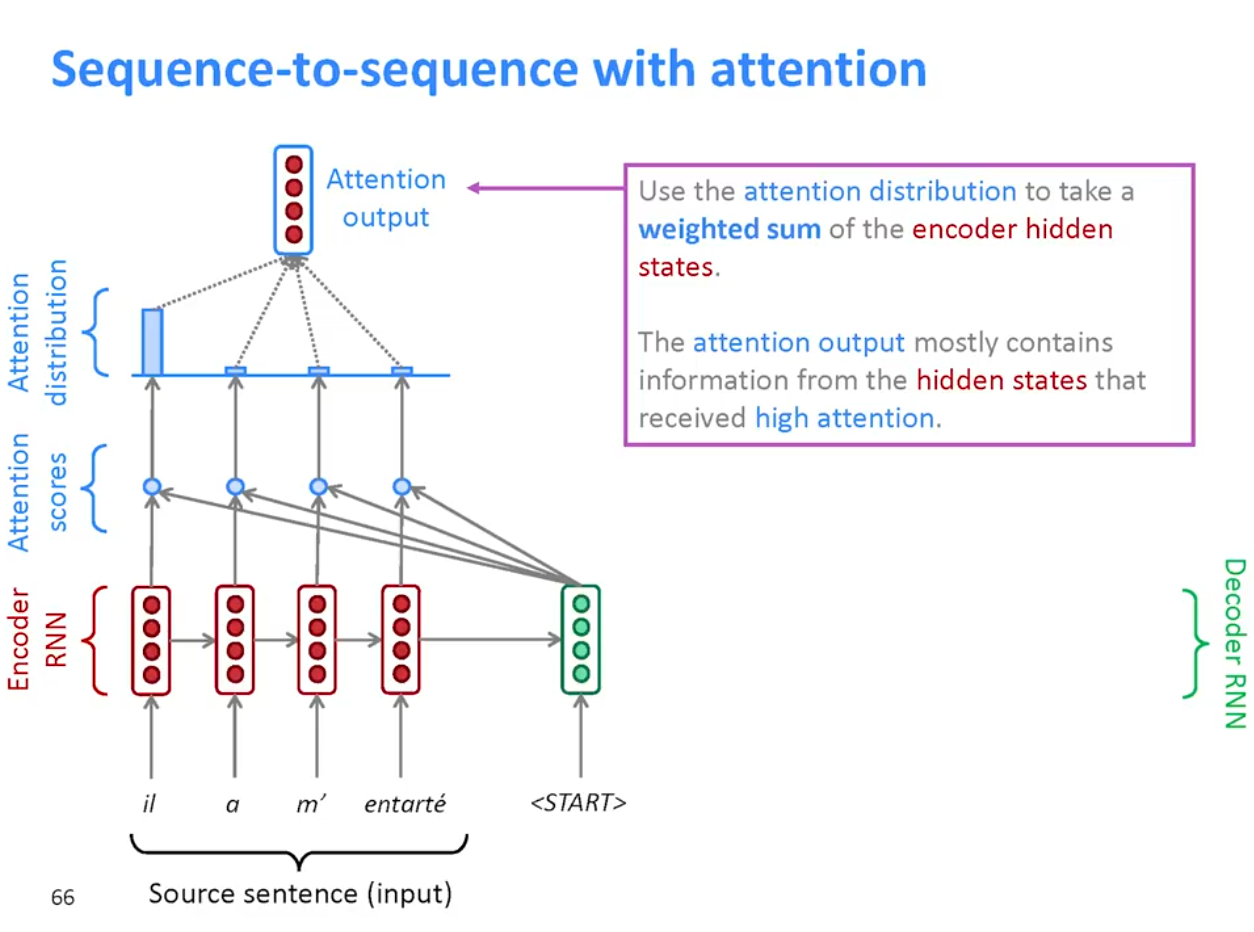 Sequence-to-sequence with attention
Attention
output
Use the attention distribution to take a
weighted sum of the encoder hidden
states.
The attention output mostly contains
information from the hidden states that
received high attention.
Attention
distribution
Attention
scores
Encoder
RNN
Decoder RNN
il a m’ entarté <START>
Source sentence (input)
66